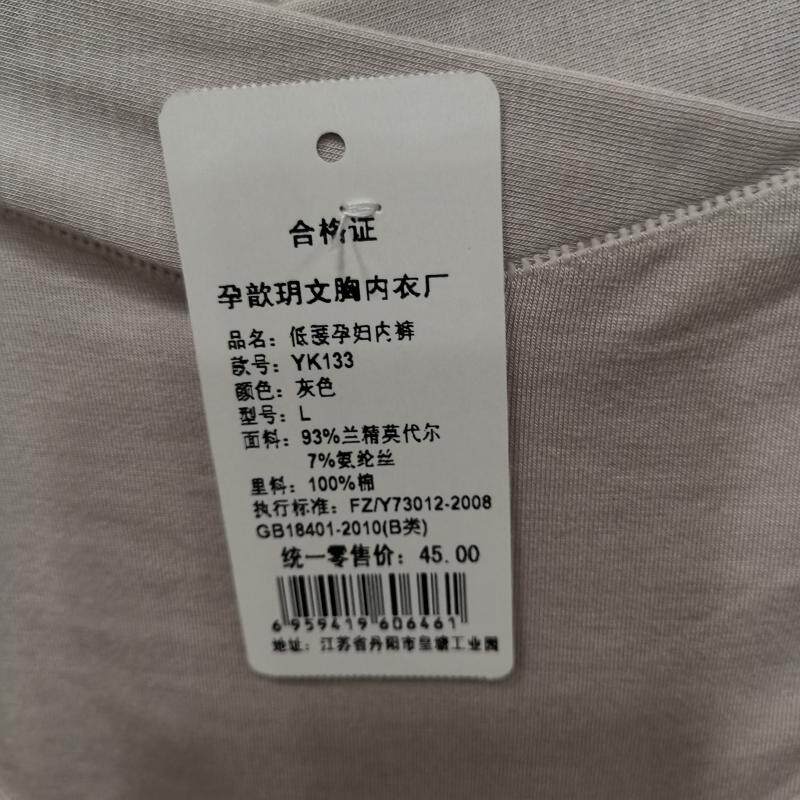 合格证
孕歆玥文胸内衣厂
品名：低腰孕妇内裤
款号：YK133
颜色：灰色
型号：L
面料：93%兰精莫代尔
7%氨纶丝
里料：100%棉
执行标准：FZ/Y73012-2008
GB18401-2010(B类)
统一零售价：45.00
6959419606461
地址：江苏省丹阳市皇塘工业园